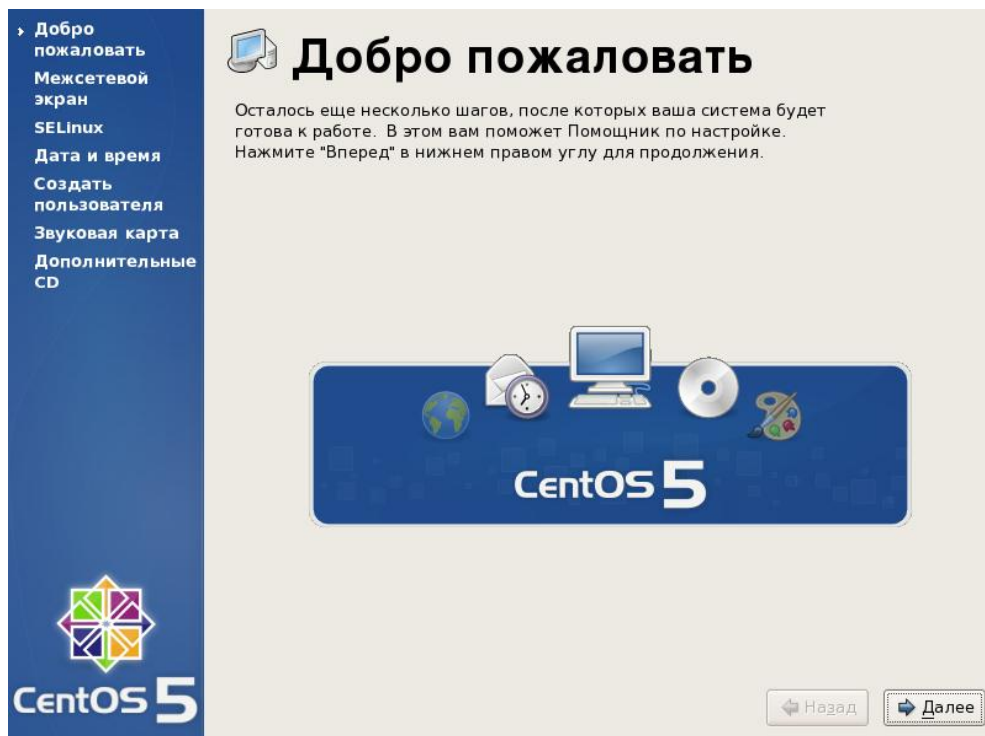 Добро
пожаловать
Межсетевой
экран
SELinux
Дата и время
Создать
пользователя
Звуковая карта
Дополнительные
CD
Добро пожаловать
Осталось еще несколько шагов, после которых ваша система будет
готова к работе. В этом вам поможет Помощник по настройке.
Нажмите "Вперед" в нижнем правом углу для продолжения.
CentOS 5
CentOS 5
Назад
Далее